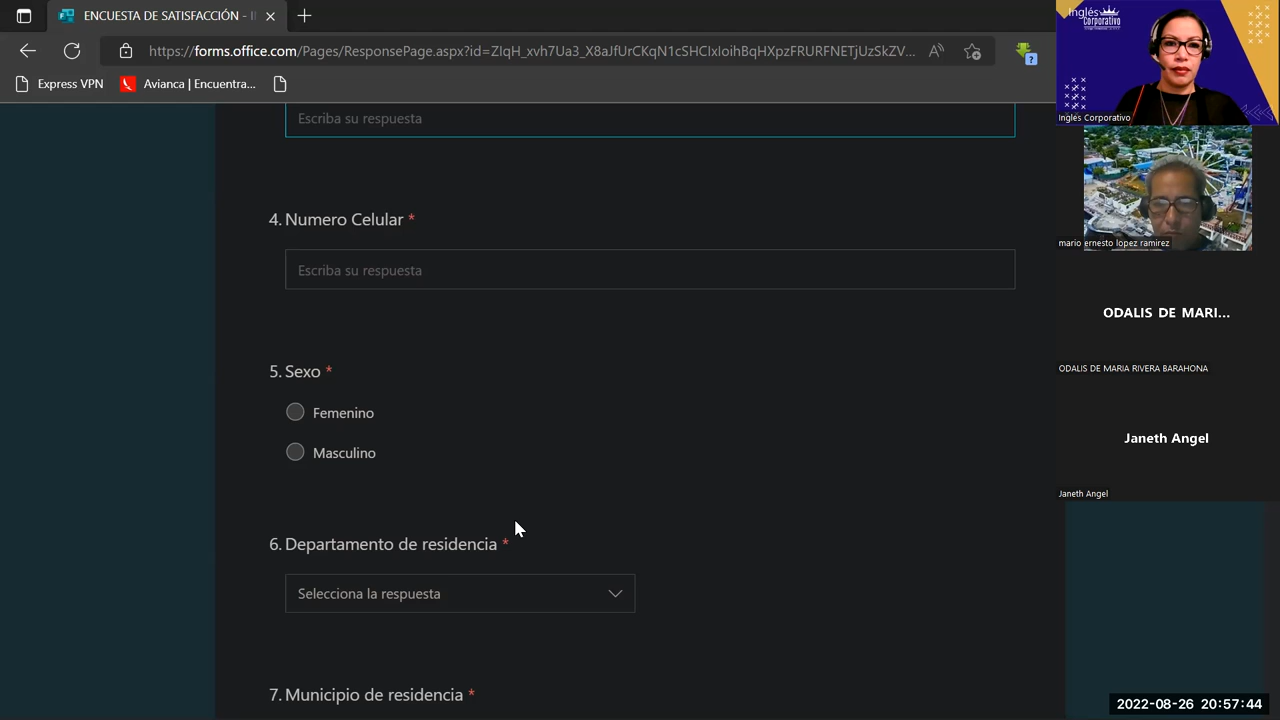 ENCUESTA DE SATISFACCIÓN - I
https://forms.office.com/Pages/ResponsePage.aspx?
Express VPN
Avianca | Encuentra...
Escriba su respuesta
4. Numero Celular *
Escriba su respuesta
5. Sexo *
Femenino
Masculino
6. Departamento de residencia *
Selecciona la respuesta
7. Municipio de residencia *
Inglés
Corporativo
Inglés Corporativo
mario ernesto lopez ramirez
ODALIS DE MARI...
ODALIS DE MARIA RIVERA BARAHONA
Janeth Angel
Janeth Angel
2022-08-26 20:57:44